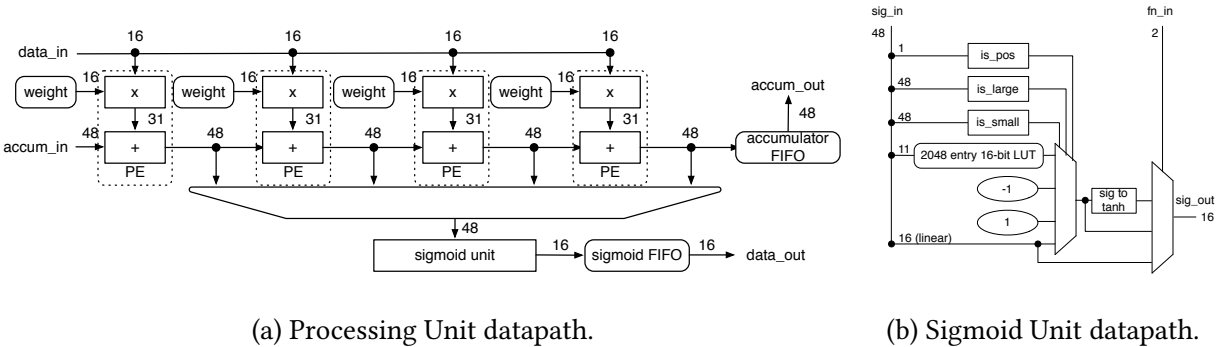 data_in
16
16
16
16
weight
16
x
weight
16
x
weight
16
x
weight
16
x
31
31
31
31
accum_in
48
+
48
+
48
+
48
+
48
PE
PE
PE
PE
accum_out
48
accumulator
FIFO
48
sigmoid unit
16
sigmoid FIFO
16
data_out
(a) Processing Unit datapath.
sig_in
48
fn_in
2
1
is_pos
48
is_large
48
is_small
11
2048 entry 16-bit LUT
-1
1
16 (linear)
sig to
tanh
sig_out
16
(b) Sigmoid Unit datapath.